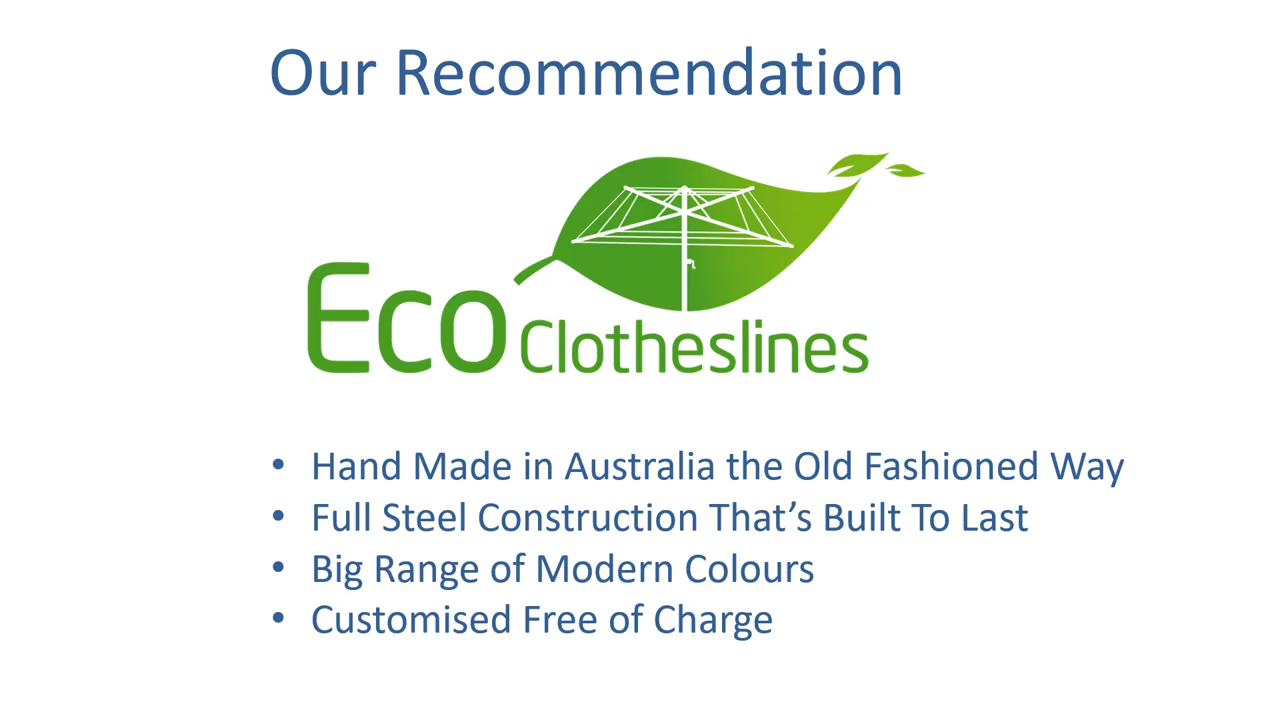 Our Recommendation
Eco Clotheslines
• Hand Made in Australia the Old Fashioned Way
• Full Steel Construction That’s Built To Last
• Big Range of Modern Colours
• Customised Free of Charge